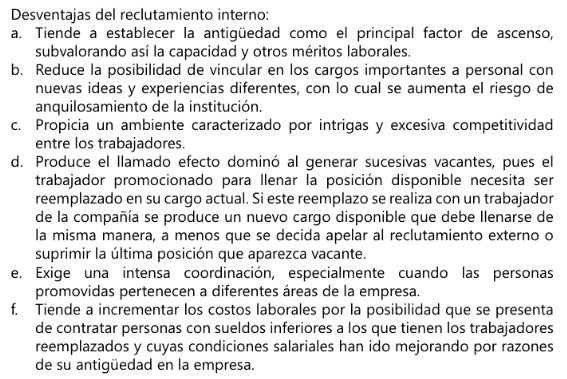 Desventajas del reclutamiento interno:
a. Tiende a establecer la antigüedad como el principal factor de ascenso,
subvalorando así la capacidad y otros méritos laborales.
b. Reduce la posibilidad de vincular en los cargos importantes a personal con
nuevas ideas y experiencias diferentes, con lo cual se aumenta el riesgo de
anquilosamiento de la institución.
c. Propicia un ambiente caracterizado por intrigas y excesiva competitividad
entre los trabajadores.
d. Produce el llamado efecto dominó al generar sucesivas vacantes, pues el
trabajador promocionado para llenar la posición disponible necesita ser
reemplazado en su cargo actual. Si este reemplazo se realiza con un trabajador
de la compañía se produce un nuevo cargo disponible que debe llenarse de
la misma manera, a menos que se decida apelar al reclutamiento externo o
suprimir la última posición que aparezca vacante.
e. Exige una intensa coordinación, especialmente cuando las personas
promovidas pertenecen a diferentes áreas de la empresa.
f. Tiende a incrementar los costos laborales por la posibilidad que se presenta
de contratar personas con sueldos inferiores a los que tienen los trabajadores
reemplazados y cuyas condiciones salariales han ido mejorando por razones
de su antigüedad en la empresa.